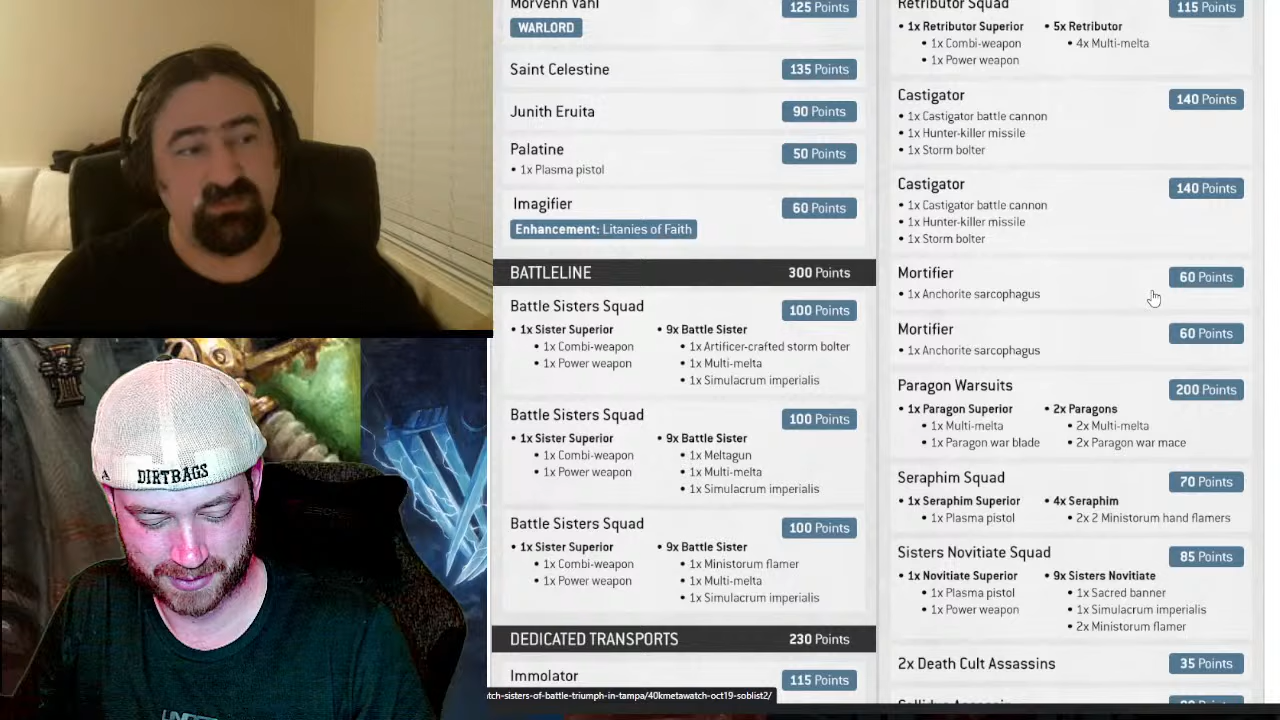 Morvenn Vahl
125 Points
WARLORD
Saint Celestine
135 Points
Junith Eruita
90 Points
Palatine
50 Points
• 1x Plasma pistol
Imagifier
60 Points
Enhancement: Litanies of Faith
BATTLELINE
300 Points
Battle Sisters Squad
100 Points
• 1x Sister Superior
• 1x Combi-weapon
• 1x Power weapon
• 9x Battle Sister
• 1x Artificer-crafted storm bolter
• 1x Multi-melta
• 1x Simulacrum imperialis
Battle Sisters Squad
100 Points
• 1x Sister Superior
• 1x Combi-weapon
• 1x Power weapon
• 9x Battle Sister
• 1x Meltagun
• 1x Multi-melta
• 1x Simulacrum imperialis
Battle Sisters Squad
100 Points
• 1x Sister Superior
• 1x Combi-weapon
• 1x Power weapon
• 9x Battle Sister
• 1x Ministorum flamer
• 1x Multi-melta
• 1x Simulacrum imperialis
DEDICATED TRANSPORTS
230 Points
Immolator
115 Points
tch-sisters-of-battle-triumph-in-tampa/40kmetawatch-oct19-soblist2/
Retributor Squad
115 Points
• 1x Retributor Superior
• 1x Combi-weapon
• 1x Power weapon
• 5x Retributor
• 4x Multi-melta
Castigator
140 Points
• 1x Castigator battle cannon
• 1x Hunter-killer missile
• 1x Storm bolter
Castigator
140 Points
• 1x Castigator battle cannon
• 1x Hunter-killer missile
• 1x Storm bolter
Mortifier
60 Points
• 1x Anchorite sarcophagus
Mortifier
60 Points
• 1x Anchorite sarcophagus
Paragon Warsuits
200 Points
• 1x Paragon Superior
• 1x Multi-melta
• 1x Paragon war blade
• 2x Paragons
• 2x Multi-melta
• 2x Paragon war mace
Seraphim Squad
70 Points
• 1x Seraphim Superior
• 1x Plasma pistol
• 4x Seraphim
• 2x 2 Ministorum hand flamers
Sisters Novitiate Squad
85 Points
• 1x Novitiate Superior
• 1x Plasma pistol
• 1x Power weapon
• 9x Sisters Novitiate
• 1x Sacred banner
• 1x Simulacrum imperialis
• 2x Ministorum flamer
2x Death Cult Assassins
35 Points
DIRTBAGS